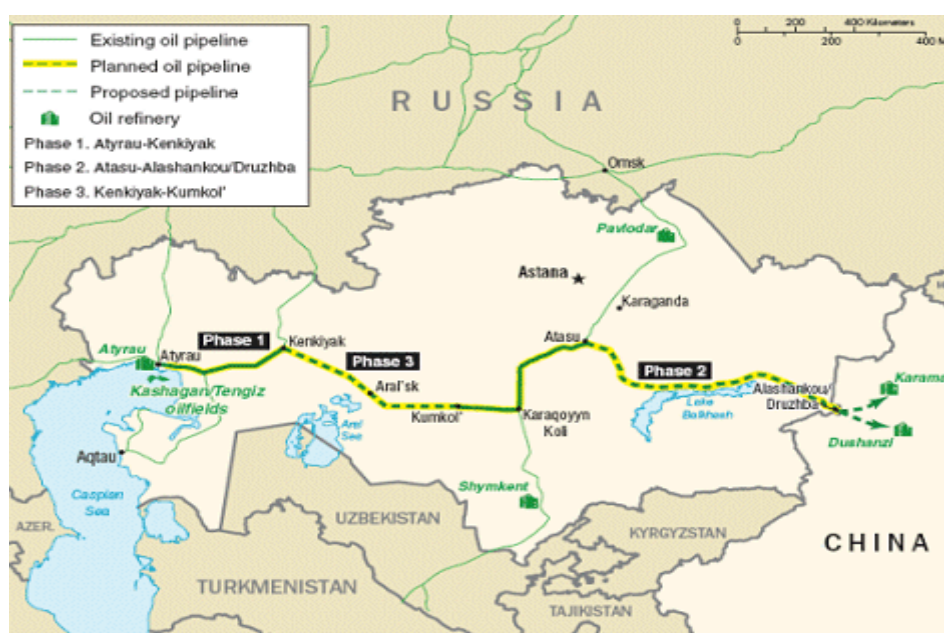 0 200 400 Kilometers
0 200 400 M
Existing oil pipeline
Planned oil pipeline
Proposed pipeline
Oil refinery
Phase 1. Atyrau-Kenkiyak
Phase 2. Atasu-Alashankou/Druzhba
Phase 3. Kenkiyak-Kumkol'
RUSSIA
Omsk
Pavlodar
Astana
Karaganda
Atasu
Phase 1
Kenkiyak
Atyrau
Atyrau
Phase 3
Phase 2
Kashagan/Tengiz
oilfields
Aral'sk
Alashankou/
Druzhba
Karama
Kumkol'
Karaqoyyn
Koli
Lake
Balkhash
Aral
Sea
Dushanzi
Aqtau
Shymkent
Caspian
Sea
AZER.
UZBEKISTAN
KYRGYZSTAN
CHINA
TURKMENISTAN
TAJIKISTAN